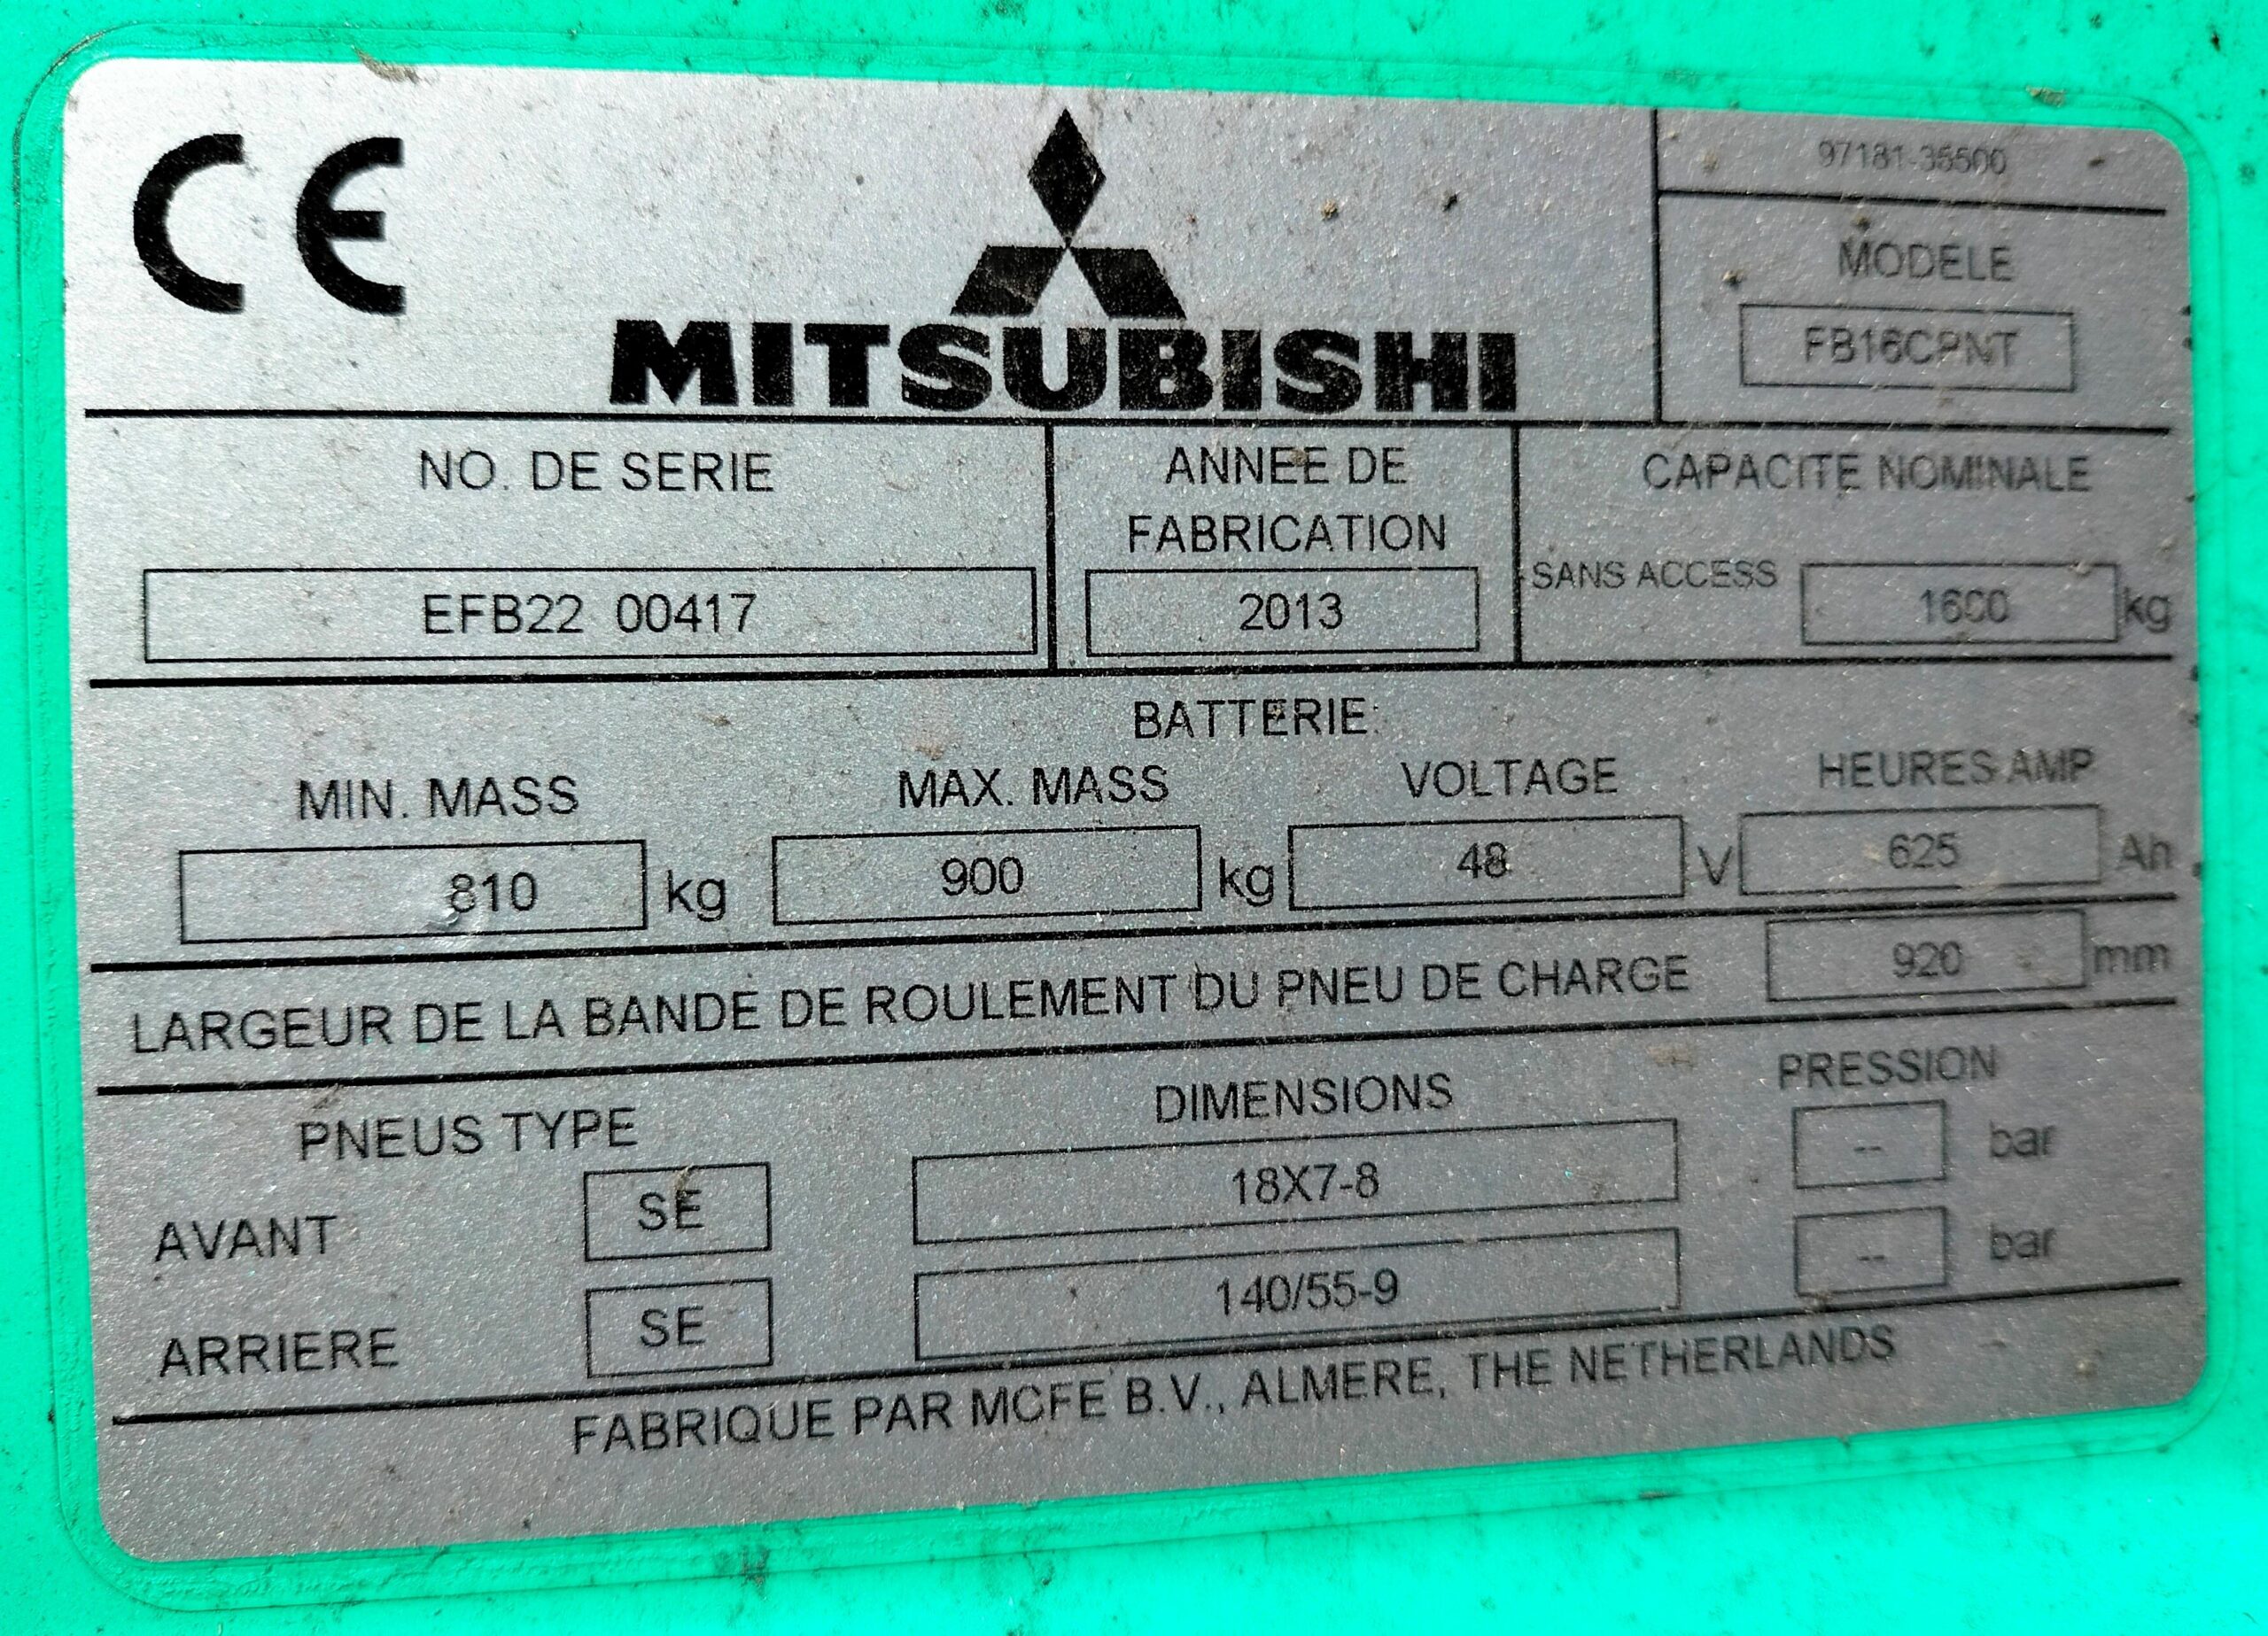 CE
97181-35500
MITSUBISHI
MODELE
FB16CPNT
NO. DE SERIE
EFB22 00417
ANNEE DE
FABRICATION
2013
CAPACITE NOMINALE
SANS ACCESS 1600 kg
BATTERIE:
MIN. MASS MAX. MASS VOLTAGE HEURES AMP
810 kg 900 kg 48 V 625 Ah
LARGEUR DE LA BANDE DE ROULEMENT DU PNEU DE CHARGE 920 mm
PNEUS TYPE DIMENSIONS PRESSION
AVANT SE 18X7-8 -- bar
ARRIERE SE 140/55-9 -- bar
FABRIQUE PAR MCFE B.V., ALMERE, THE NETHERLANDS